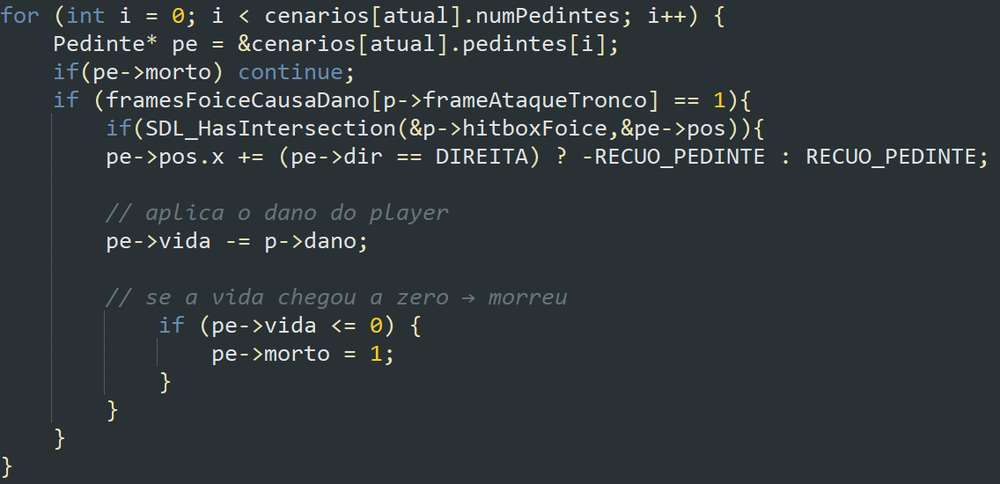 for (int i = 0; i < cenarios[atual].numPedintes; i++) {
    Pedinte* pe = &cenarios[atual].pedintes[i];
    if(pe->morto) continue;
    if (framesFoiceCausaDano[p->frameAtaqueTronco] == 1){
        if(SDL_HasIntersection(&p->hitboxFoice,&pe->pos)){
        pe->pos.x += (pe->dir == DIREITA) ? -RECUO_PEDINTE : RECUO_PEDINTE;

        // aplica o dano do player
        pe->vida -= p->dano;

        // se a vida chegou a zero → morreu
            if (pe->vida <= 0) {
                pe->morto = 1;
            }
        }
    }
}